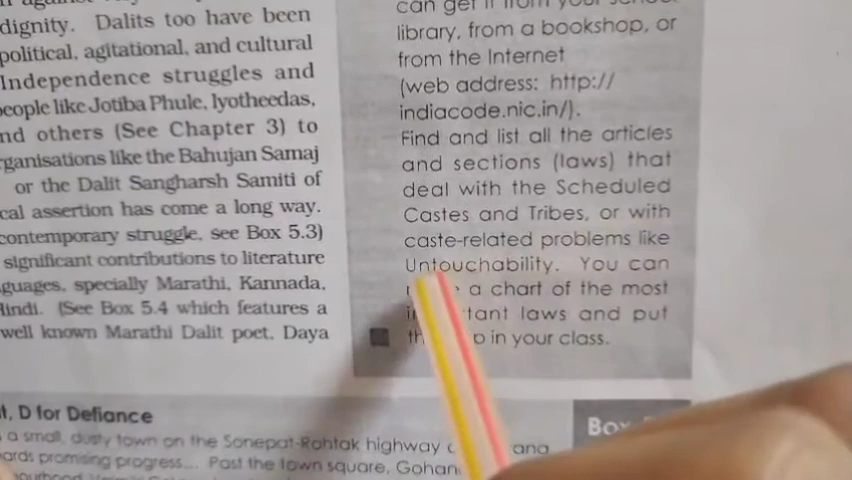 dignity. Dalits too have been
political, agitational, and cultural
Independence struggles and
people like Jotiba Phule, Iyotheedas,
and others (See Chapter 3) to
rganisations like the Bahujan Samaj
or the Dalit Sangharsh Samiti of
cal assertion has come a long way.
contemporary struggle, see Box 5.3)
significant contributions to literature
guages, specially Marathi, Kannada,
Hindi. (See Box 5.4 which features a
well known Marathi Dalit poet, Daya
can get it from your school
library, from a bookshop, or
from the Internet
(web address: http://
indiacode.nic.in/).
Find and list all the articles
and sections (laws) that
deal with the Scheduled
Castes and Tribes, or with
caste-related problems like
Untouchability. You can
a chart of the most
tant laws and put
in your class.
D for Defiance
Box
a small, dusty town on the Sonepat-Rohtak highway
ards promising progress... Past the town square, Gohan